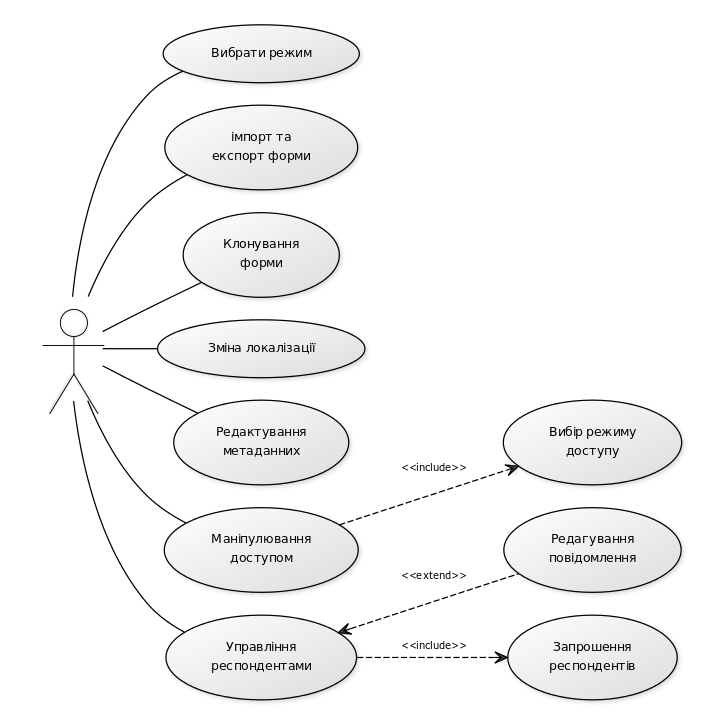 Вибрати режим
імпорт та
експорт форми
Клонування
форми
Зміна локалізації
Редактування
метаданних
Вибір режиму
доступу
<<include>>
Маніпулювання
доступом
Редагування
повідомлення
<<extend>>
Управління
респондентами
<<include>>
Запрошення
респондентів